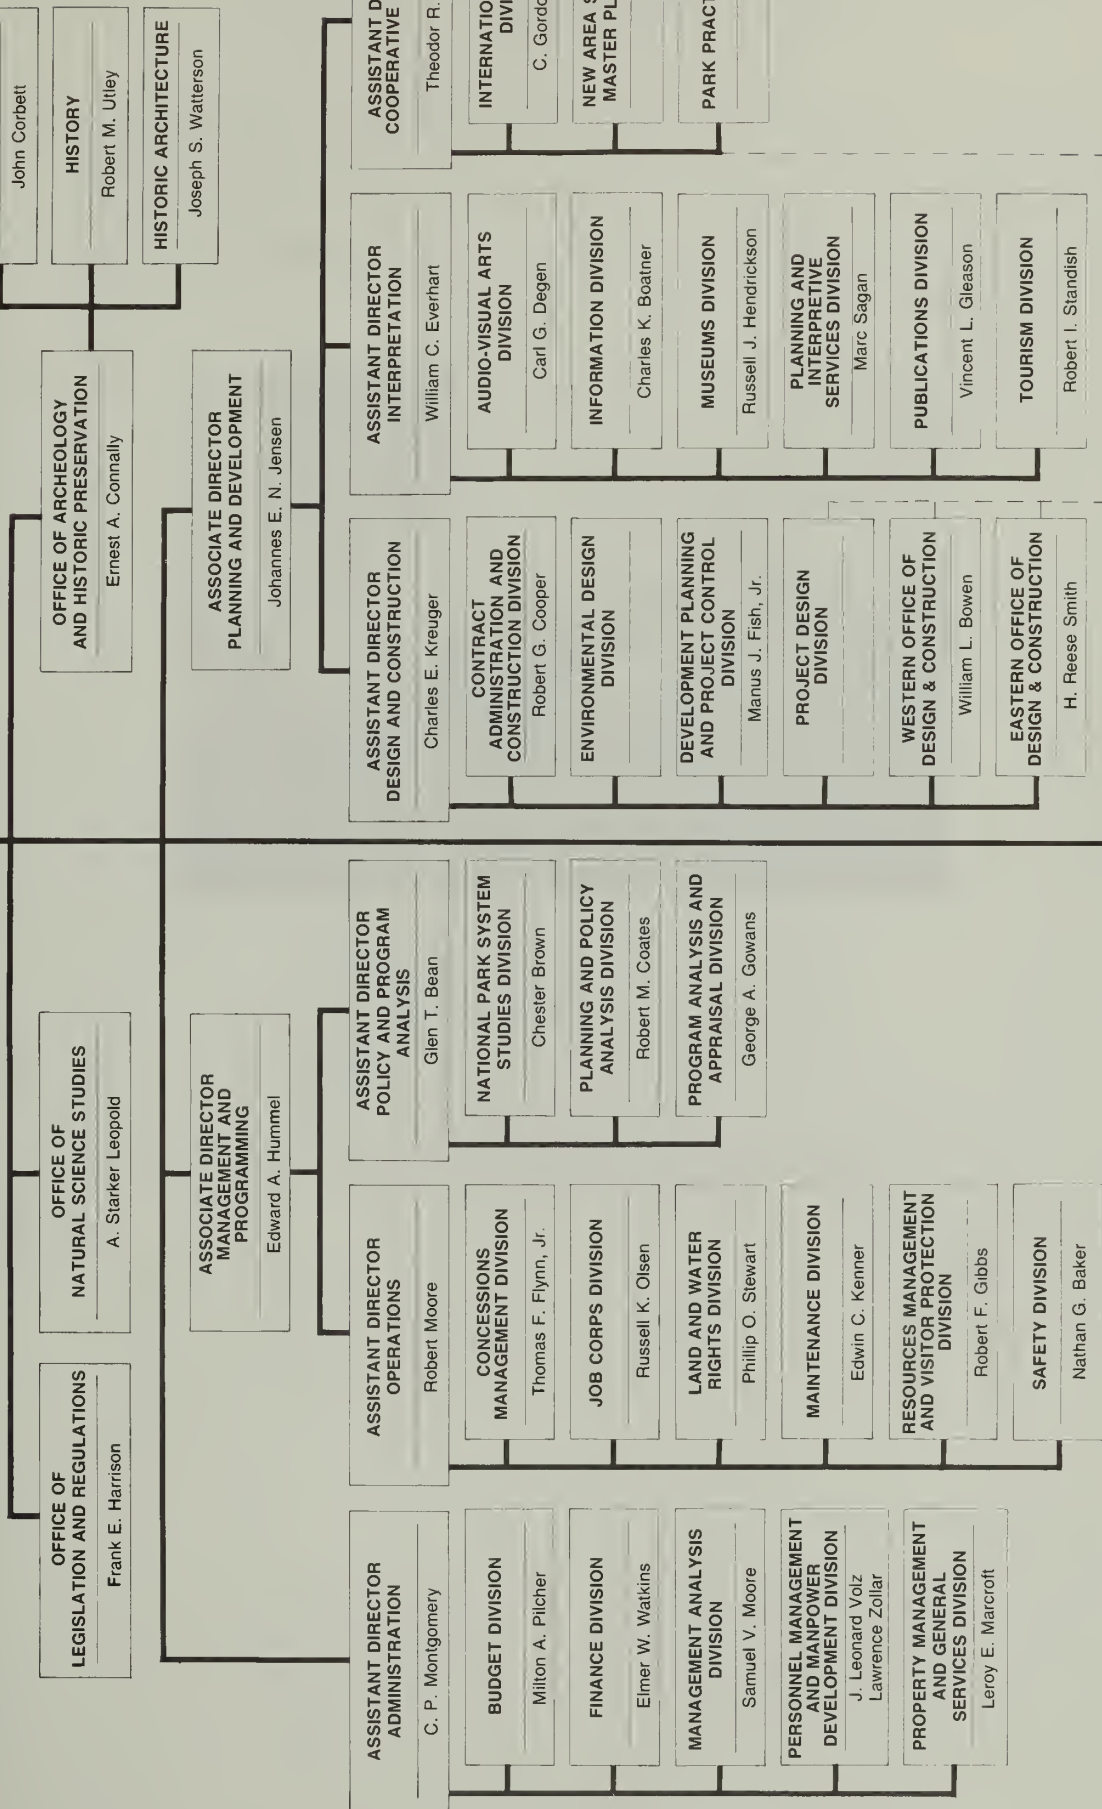 OFFICE OF
LEGISLATION AND REGULATIONS
Frank E. Harrison
OFFICE OF
NATURAL SCIENCE STUDIES
A. Starker Leopold
OFFICE OF ARCHEOLOGY
AND HISTORIC PRESERVATION
Ernest A. Connally
John Corbett
HISTORY
Robert M. Utley
HISTORIC ARCHITECTURE
Joseph S. Watterson
ASSOCIATE DIRECTOR
MANAGEMENT AND
PROGRAMMING
Edward A. Hummel
ASSOCIATE DIRECTOR
PLANNING AND DEVELOPMENT
Johannes E. N. Jensen
ASSISTANT DIRECTOR
ADMINISTRATION
C. P. Montgomery
BUDGET DIVISION
Milton A. Pilcher
FINANCE DIVISION
Elmer W. Watkins
MANAGEMENT ANALYSIS
DIVISION
Samuel V. Moore
PERSONNEL MANAGEMENT
AND MANPOWER
DEVELOPMENT DIVISION
J. Leonard Volz
Lawrence Zollar
PROPERTY MANAGEMENT
AND GENERAL
SERVICES DIVISION
Leroy E. Marcroft
ASSISTANT DIRECTOR
OPERATIONS
Robert Moore
CONCESSIONS
MANAGEMENT DIVISION
Thomas F. Flynn, Jr.
JOB CORPS DIVISION
Russell K. Olsen
LAND AND WATER
RIGHTS DIVISION
Phillip O. Stewart
MAINTENANCE DIVISION
Edwin C. Kenner
RESOURCES MANAGEMENT
AND VISITOR PROTECTION
DIVISION
Robert F. Gibbs
SAFETY DIVISION
Nathan G. Baker
ASSISTANT DIRECTOR
POLICY AND PROGRAM
ANALYSIS
Glen T. Bean
NATIONAL PARK SYSTEM
STUDIES DIVISION
Chester Brown
PLANNING AND POLICY
ANALYSIS DIVISION
Robert M. Coates
PROGRAM ANALYSIS AND
APPRAISAL DIVISION
George A. Gowans
ASSISTANT DIRECTOR
DESIGN AND CONSTRUCTION
Charles E. Kreuger
CONTRACT
ADMINISTRATION AND
CONSTRUCTION DIVISION
Robert G. Cooper
ENVIRONMENTAL DESIGN
DIVISION
DEVELOPMENT PLANNING
AND PROJECT CONTROL
DIVISION
Manus J. Fish, Jr.
PROJECT DESIGN
DIVISION
WESTERN OFFICE OF
DESIGN & CONSTRUCTION
William L. Bowen
EASTERN OFFICE OF
DESIGN & CONSTRUCTION
H. Reese Smith
ASSISTANT DIRECTOR
INTERPRETATION
William C. Everhart
AUDIO-VISUAL ARTS
DIVISION
Carl G. Degen
INFORMATION DIVISION
Charles K. Boatner
MUSEUMS DIVISION
Russell J. Hendrickson
PLANNING AND
INTERPRETIVE
SERVICES DIVISION
Marc Sagan
PUBLICATIONS DIVISION
Vincent L. Gleason
TOURISM DIVISION
Robert I. Standish
ASSISTANT D
COOPERATIVE
Theodor R.
INTERNATIO
DIVI
C. Gordo
NEW AREA S
MASTER PL
PARK PRACT